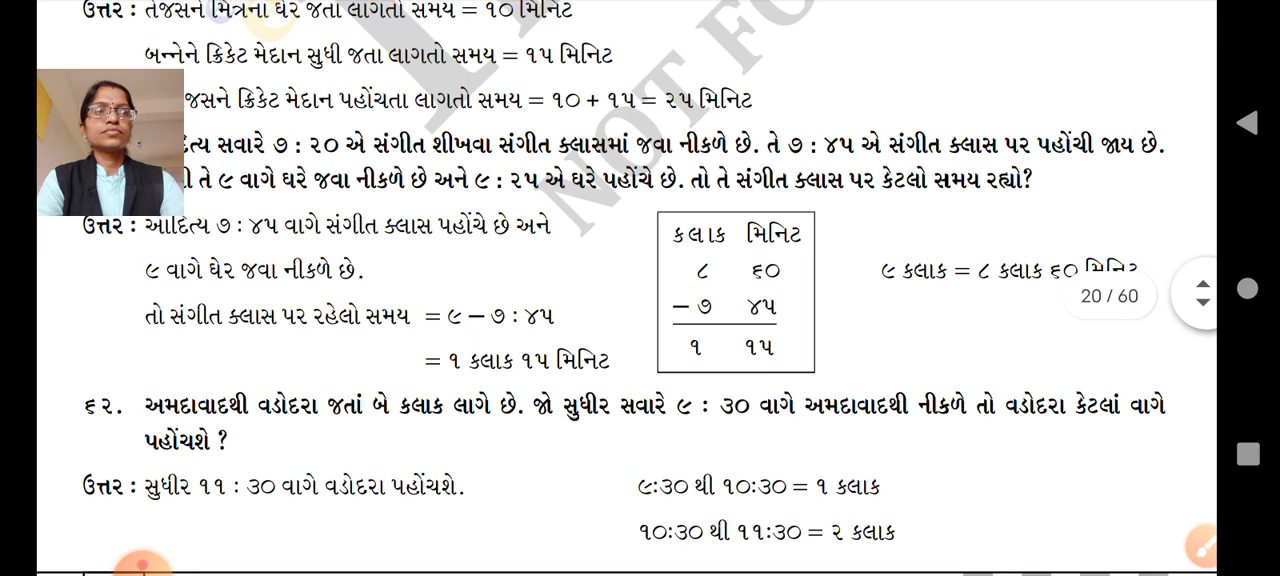 ઉત્તર : તેજસને મિત્રના ઘેર જતા લાગતો સમય = ૧૦ મિનિટ
બન્નેને ક્રિકેટ મેદાન સુધી જતા લાગતો સમય = ૧૫ મિનિટ
જસને ક્રિકેટ મેદાન પહોંચતા લાગતો સમય = ૧૦ + ૧૫ = ૨૫ મિનિટ
ત્ય સવારે ૭ : ૨૦ એ સંગીત શીખવા સંગીત ક્લાસમાં જવા નીકળે છે. તે ૭ : ૪૫ એ સંગીત ક્લાસ પર પહોંચી જાય છે.
તે ૯ વાગે ઘરે જવા નીકળે છે અને ૯ : ૨૫ એ ઘરે પહોંચે છે. તો તે સંગીત ક્લાસ પર કેટલો સમય રહ્યો?
ઉત્તર : આદિત્ય ૭ : ૪૫ વાગે સંગીત ક્લાસ પહોંચે છે અને
૯ વાગે ઘેર જવા નીકળે છે.
તો સંગીત ક્લાસ પર રહેલો સમય = ૯ – ૭ : ૪૫
= ૧ કલાક ૧૫ મિનિટ
કલાક મિનિટ
૮ ૬૦
– ૭ ૪૫
૧ ૧૫
૯ કલાક = ૮ કલાક ૬૦ મિનિટ
20 / 60
૬૨. અમદાવાદથી વડોદરા જતાં બે કલાક લાગે છે. જો સુધીર સવારે ૯ : ૩૦ વાગે અમદાવાદથી નીકળે તો વડોદરા કેટલાં વાગે
પહોંચશે ?
ઉત્તર : સુધીર ૧૧ : ૩૦ વાગે વડોદરા પહોંચશે.
૯:૩૦ થી ૧૦:૩૦ = ૧ કલાક
૧૦:૩૦ થી ૧૧:૩૦ = ૨ કલાક
NOT FO